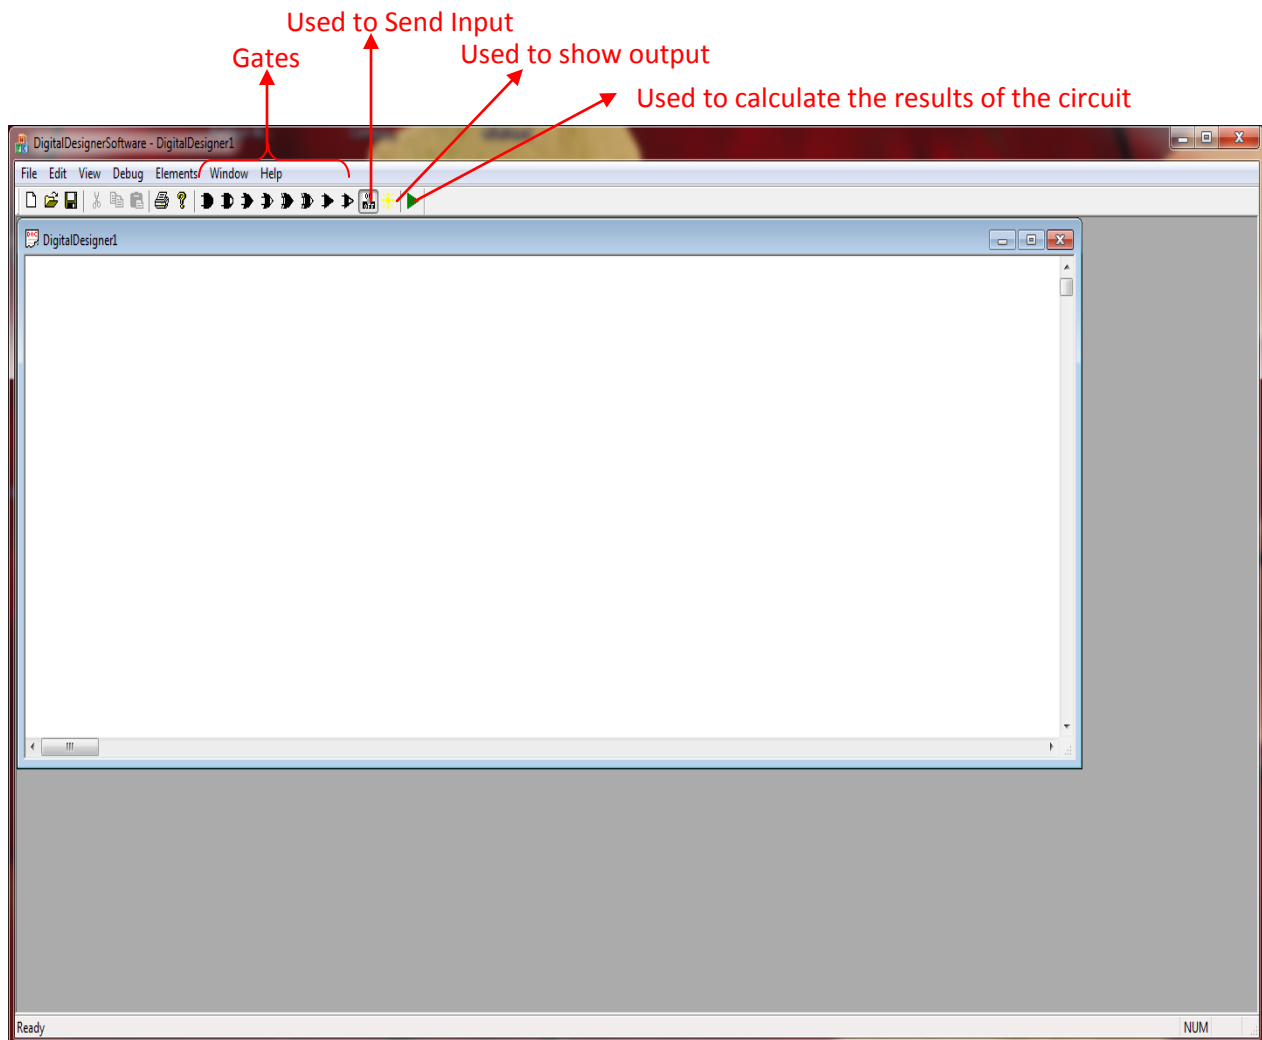 Used to Send Input
Gates
Used to show output
Used to calculate the results of the circuit
DigitalDesignerSoftware - DigitalDesigner1
File Edit View Debug Elements Window Help
DigitalDesigner1
Ready
NUM